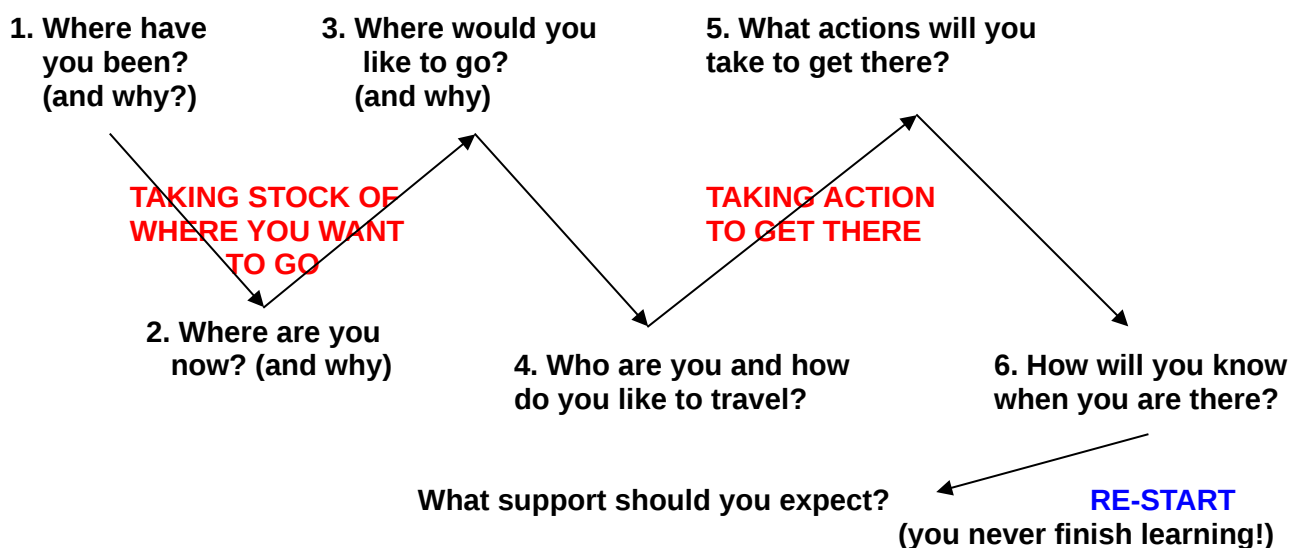 1. Where have
you been?
(and why?)
3. Where would you
like to go?
(and why)
5. What actions will you
take to get there?
TAKING STOCK OF
WHERE YOU WANT
TO GO
TAKING ACTION
TO GET THERE
2. Where are you
now? (and why)
4. Who are you and how
do you like to travel?
6. How will you know
when you are there?
What support should you expect?
RE-START
(you never finish learning!)